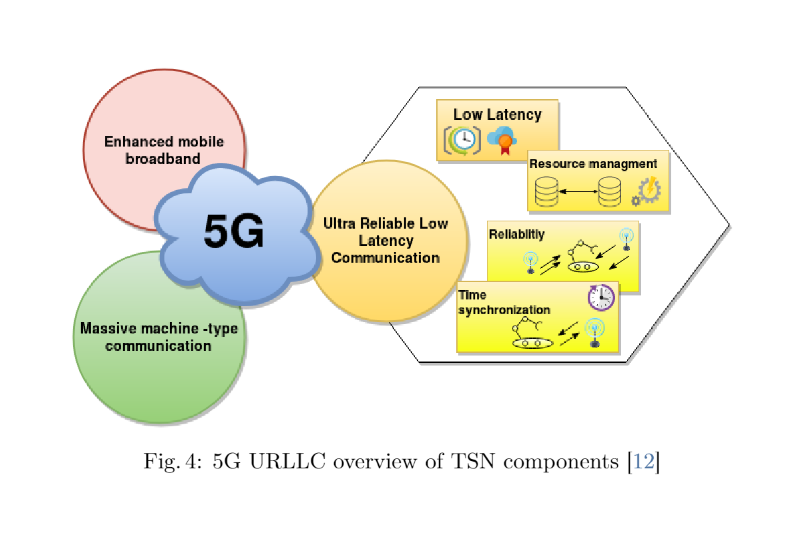 Enhanced mobile
broadband
5G
Massive machine -type
communication
Ultra Reliable Low
Latency
Communication
Low Latency
Resource managment
Reliablitiy
Time
synchronization
Fig. 4: 5G URLLC overview of TSN components [12]